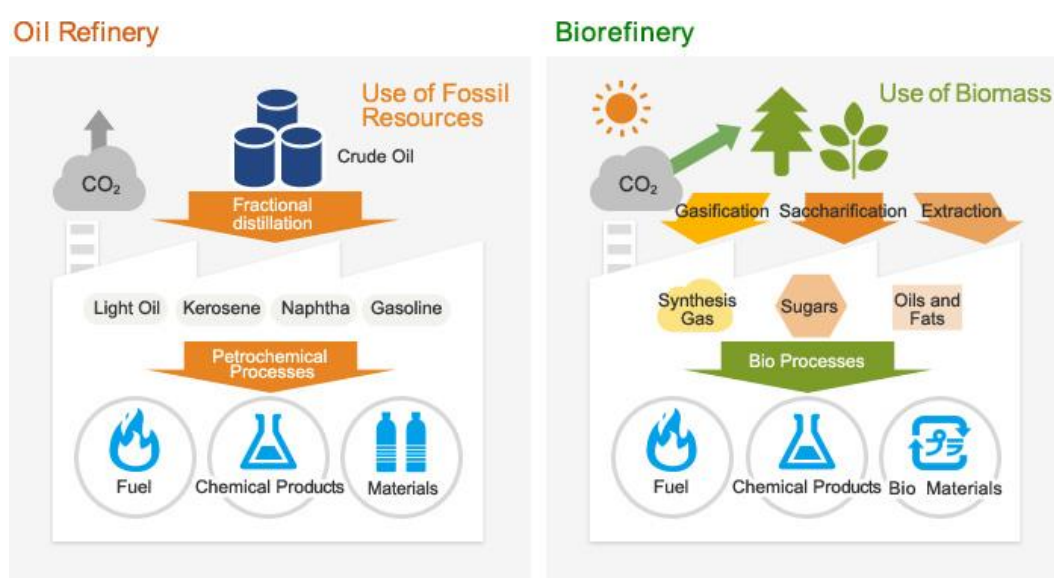 Oil Refinery
Use of Fossil
Resources
Crude Oil
CO₂
Fractional
distillation
Light Oil
Kerosene
Naphtha
Gasoline
Petrochemical
Processes
Fuel
Chemical Products
Materials
Biorefinery
Use of Biomass
CO₂
Gasification
Saccharification
Extraction
Synthesis
Gas
Sugars
Oils and
Fats
Bio Processes
プラ
Fuel
Chemical Products
Bio Materials